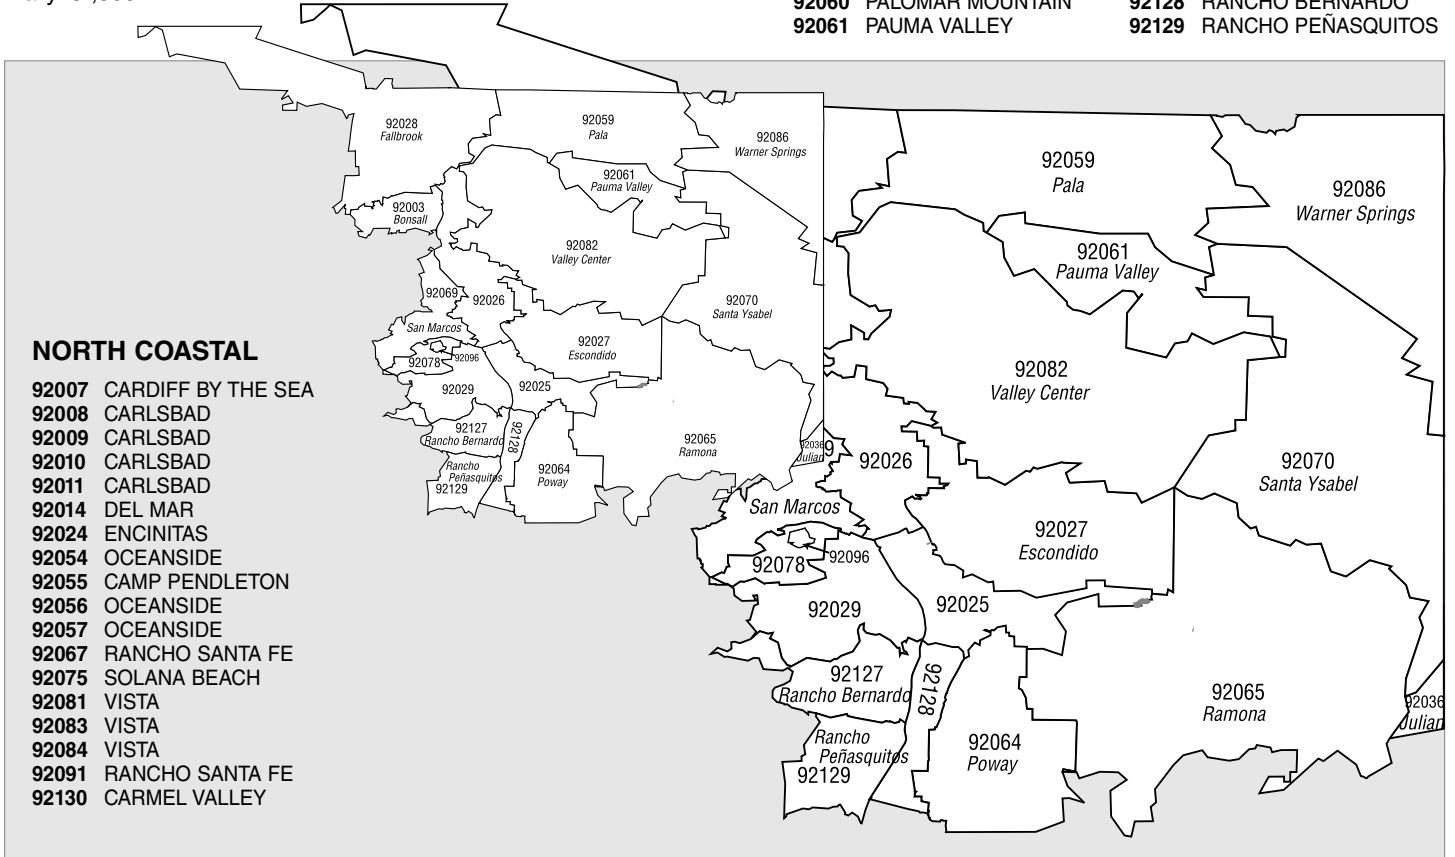 92060 PALOMAR MOUNTAIN
92061 PAUMA VALLEY
92128 RANCHO BERNARDO
92129 RANCHO PEÑASQUITOS
NORTH COASTAL
92007 CARDIFF BY THE SEA
92008 CARLSBAD
92009 CARLSBAD
92010 CARLSBAD
92011 CARLSBAD
92014 DEL MAR
92024 ENCINITAS
92054 OCEANSIDE
92055 CAMP PENDLETON
92056 OCEANSIDE
92057 OCEANSIDE
92067 RANCHO SANTA FE
92075 SOLANA BEACH
92081 VISTA
92083 VISTA
92084 VISTA
92091 RANCHO SANTA FE
92130 CARMEL VALLEY
92028
Fallbrook
92059
Pala
92086
Warner Springs
92061
Pauma Valley
92003
Bonsall
92082
Valley Center
92069
92026
San Marcos
92070
Santa Ysabel
92027
Escondido
92078
92096
92029
92025
92127
Rancho Bernardo
92128
92065
Ramona
92036
Julian
Rancho
Peñasquitos
92129
92064
Poway
92059
Pala
92086
Warner Springs
92061
Pauma Valley
92082
Valley Center
9
92026
92070
Santa Ysabel
San Marcos
92027
Escondido
92078
92096
92029
92025
92127
Rancho Bernardo
92128
92065
Ramona
92036
Julian
Rancho
Peñasquitos
92129
92064
Poway